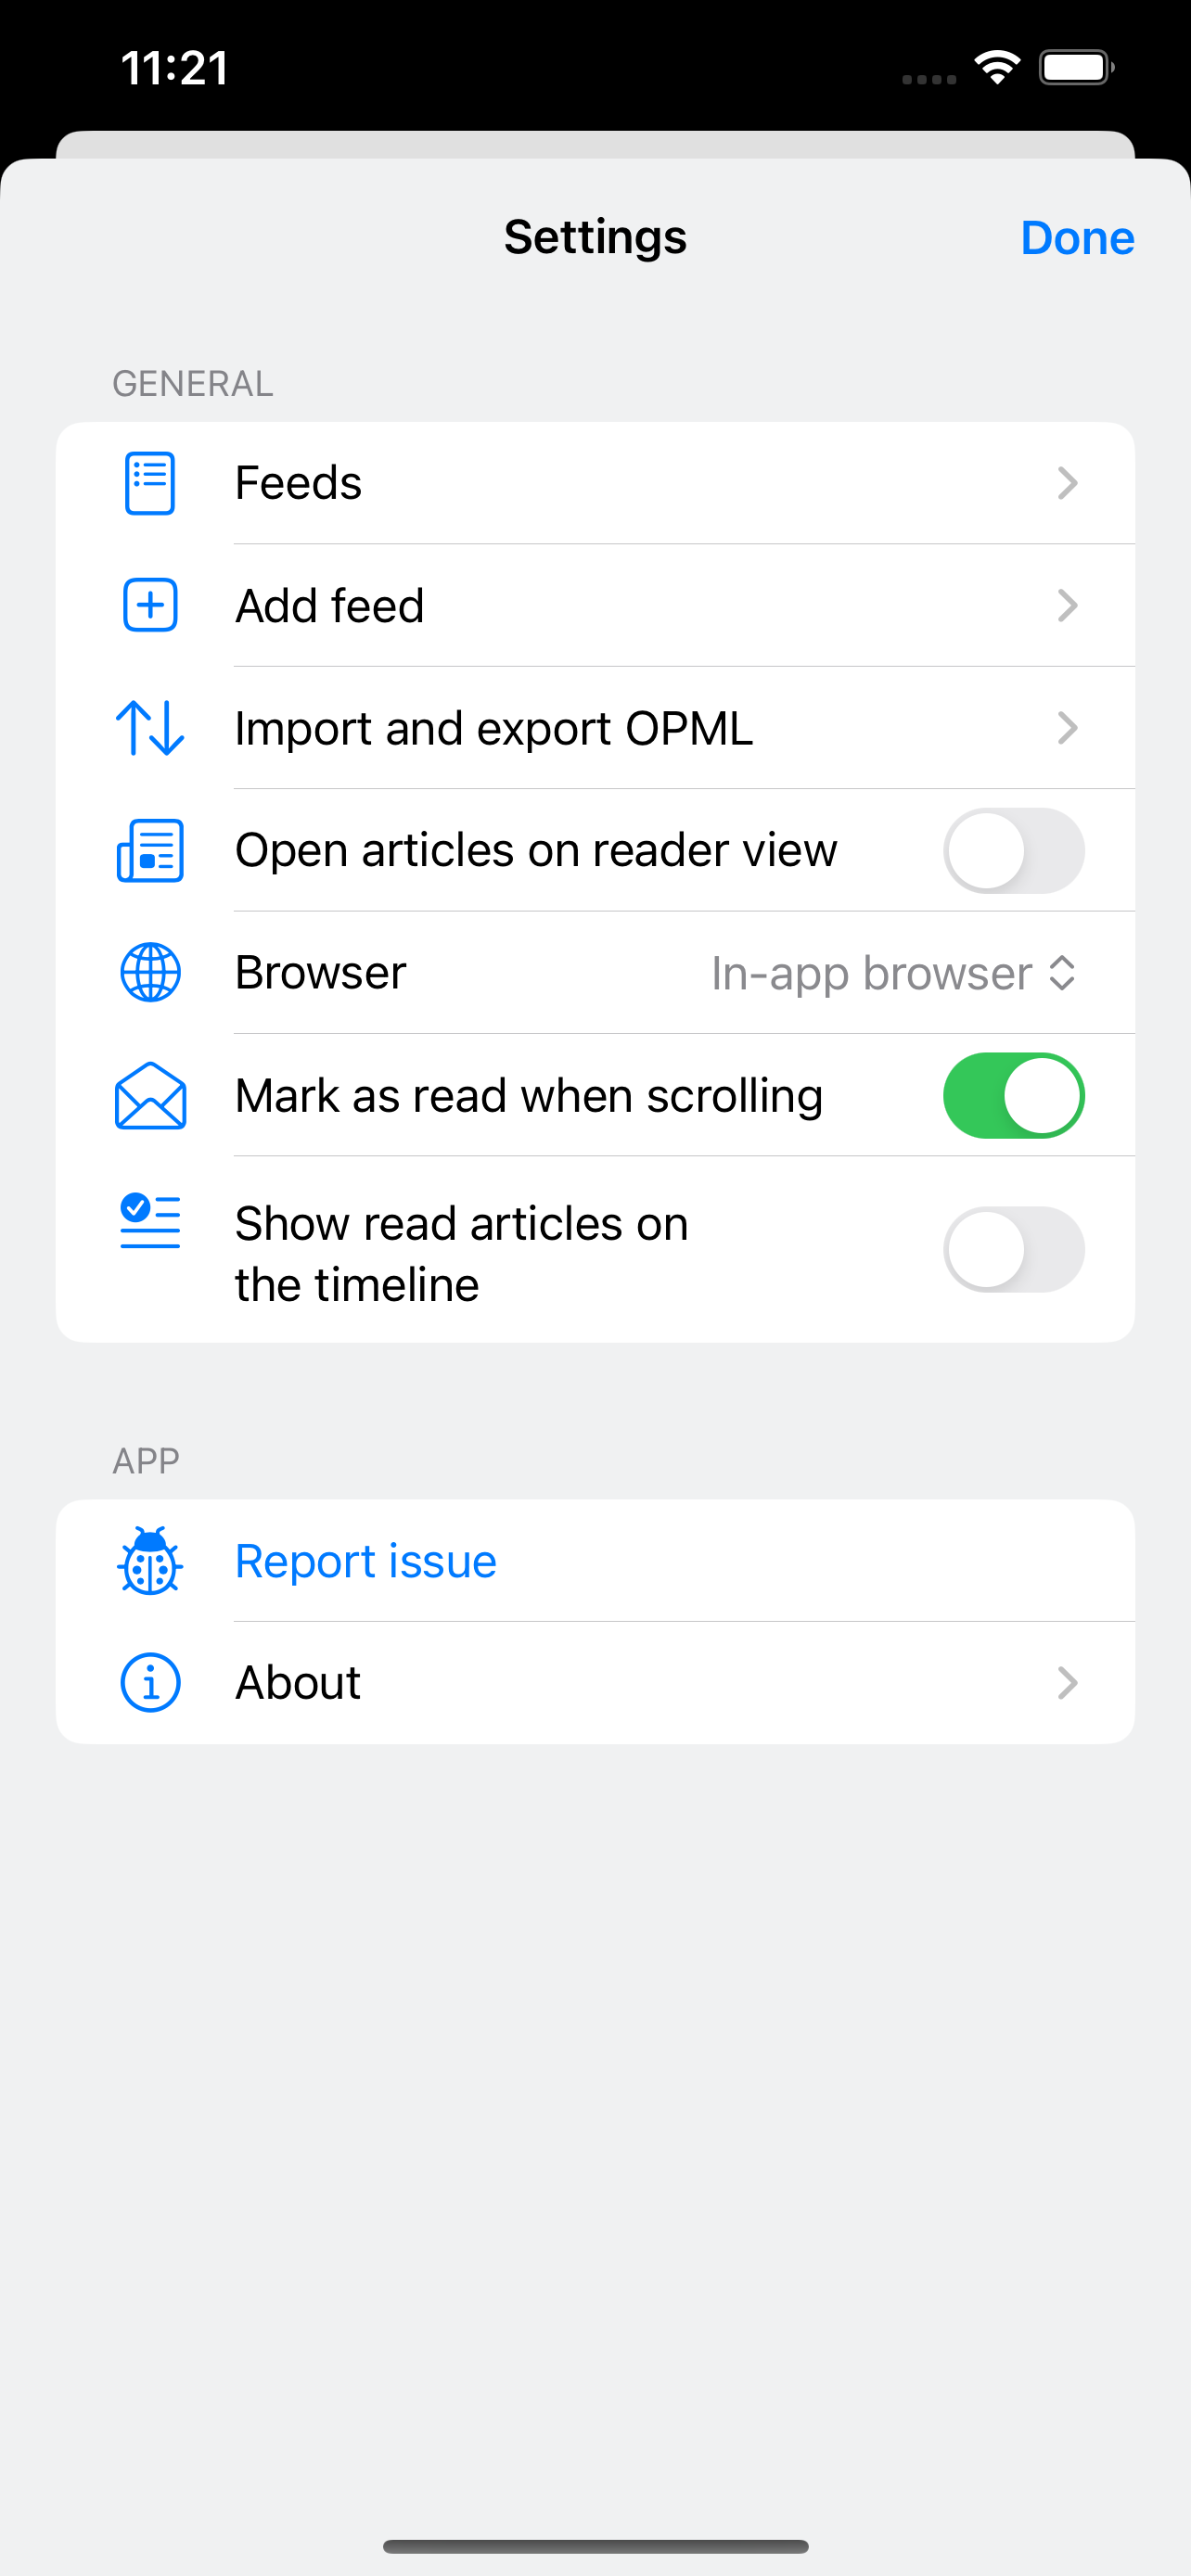 11:21
Settings
Done
GENERAL
Feeds
Add feed
Import and export OPML
Open articles on reader view
Browser
In-app browser
Mark as read when scrolling
Show read articles on
the timeline
APP
Report issue
About